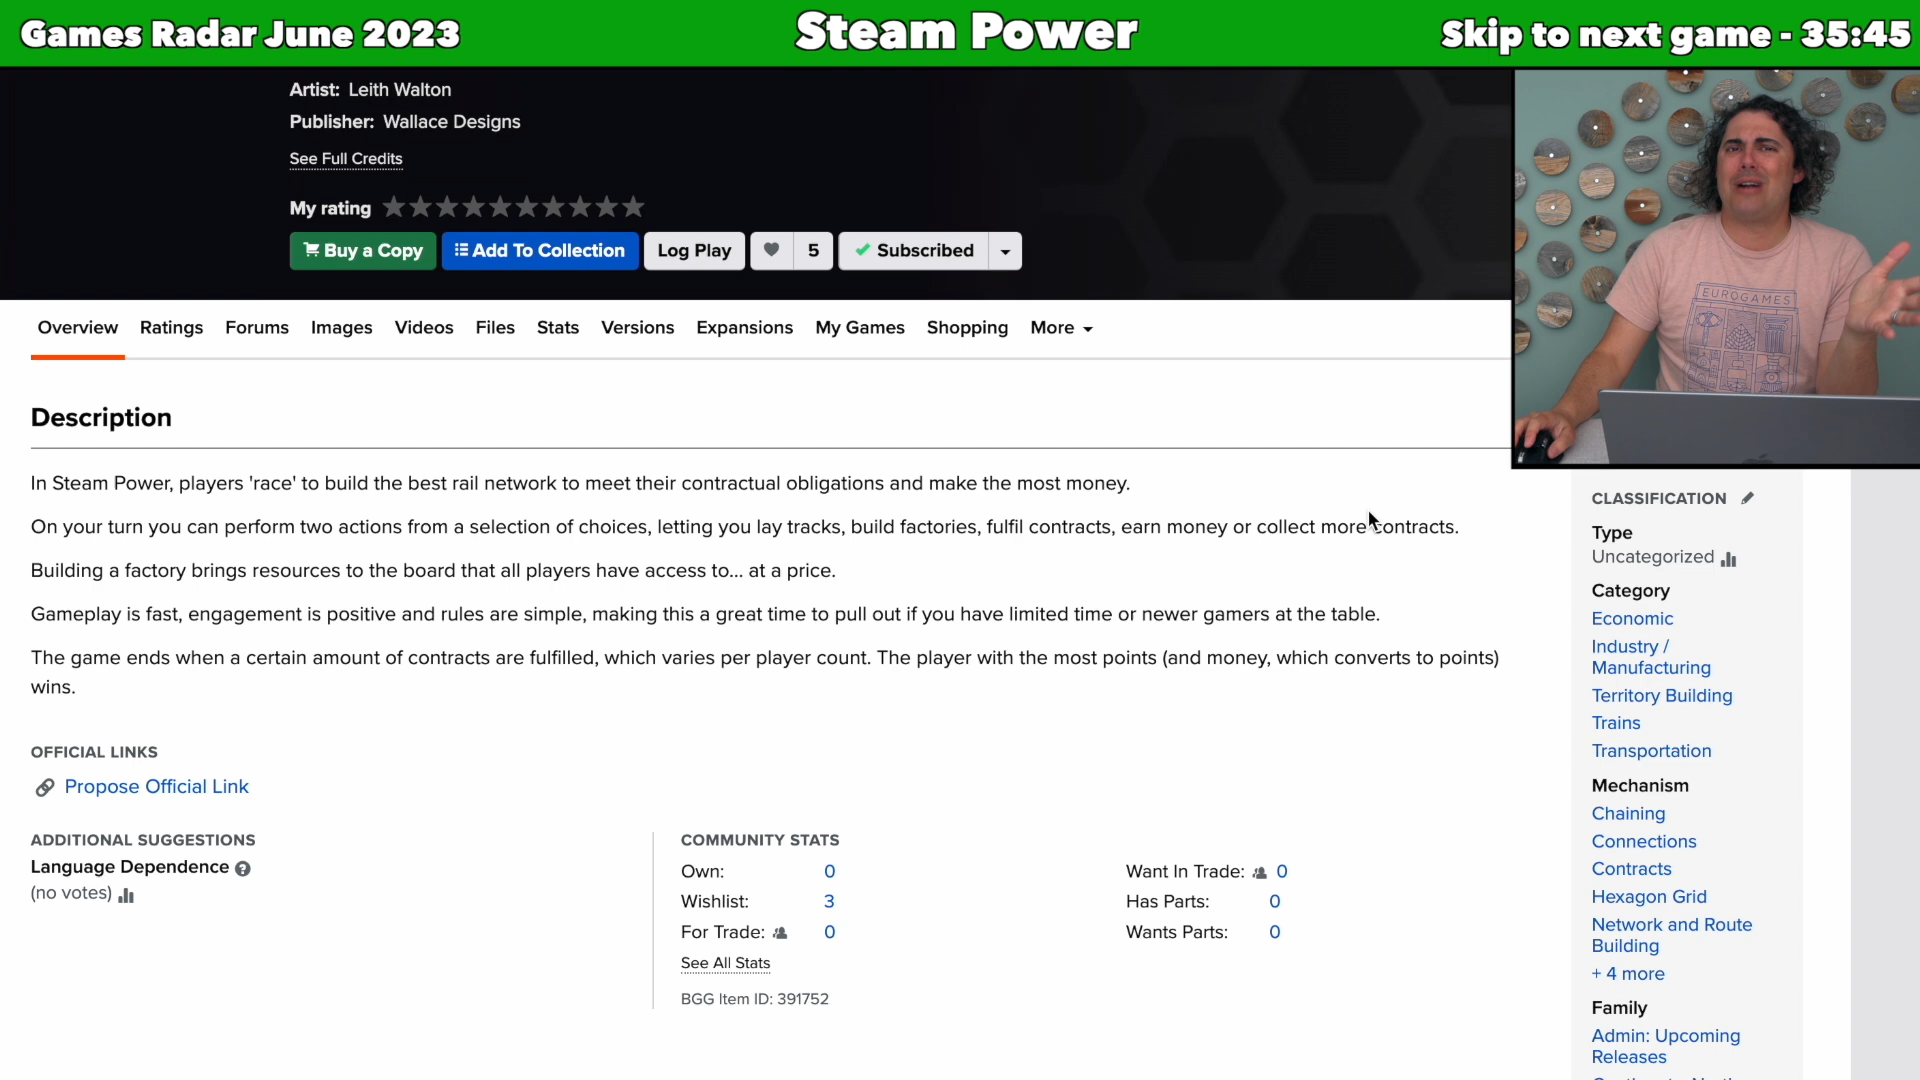 Games Radar June 2023
Steam Power
Skip to next game - 35:45
Artist: Leith Walton
Publisher: Wallace Designs
See Full Credits
My rating
Buy a Copy
Add To Collection
Log Play
5
Subscribed
EUROGAMES
Overview
Ratings
Forums
Images
Videos
Files
Stats
Versions
Expansions
My Games
Shopping
More
Description
In Steam Power, players 'race' to build the best rail network to meet their contractual obligations and make the most money.
On your turn you can perform two actions from a selection of choices, letting you lay tracks, build factories, fulfil contracts, earn money or collect more contracts.
Building a factory brings resources to the board that all players have access to... at a price.
Gameplay is fast, engagement is positive and rules are simple, making this a great time to pull out if you have limited time or newer gamers at the table.
The game ends when a certain amount of contracts are fulfilled, which varies per player count. The player with the most points (and money, which converts to points)
wins.
OFFICIAL LINKS
Propose Official Link
ADDITIONAL SUGGESTIONS
Language Dependence
(no votes)
COMMUNITY STATS
Own: 0
Wishlist: 3
For Trade: 0
See All Stats
BGG Item ID: 391752
Want In Trade: 0
Has Parts: 0
Wants Parts: 0
CLASSIFICATION
Type
Uncategorized
Category
Economic
Industry /
Manufacturing
Territory Building
Trains
Transportation
Mechanism
Chaining
Connections
Contracts
Hexagon Grid
Network and Route
Building
+ 4 more
Family
Admin: Upcoming
Releases